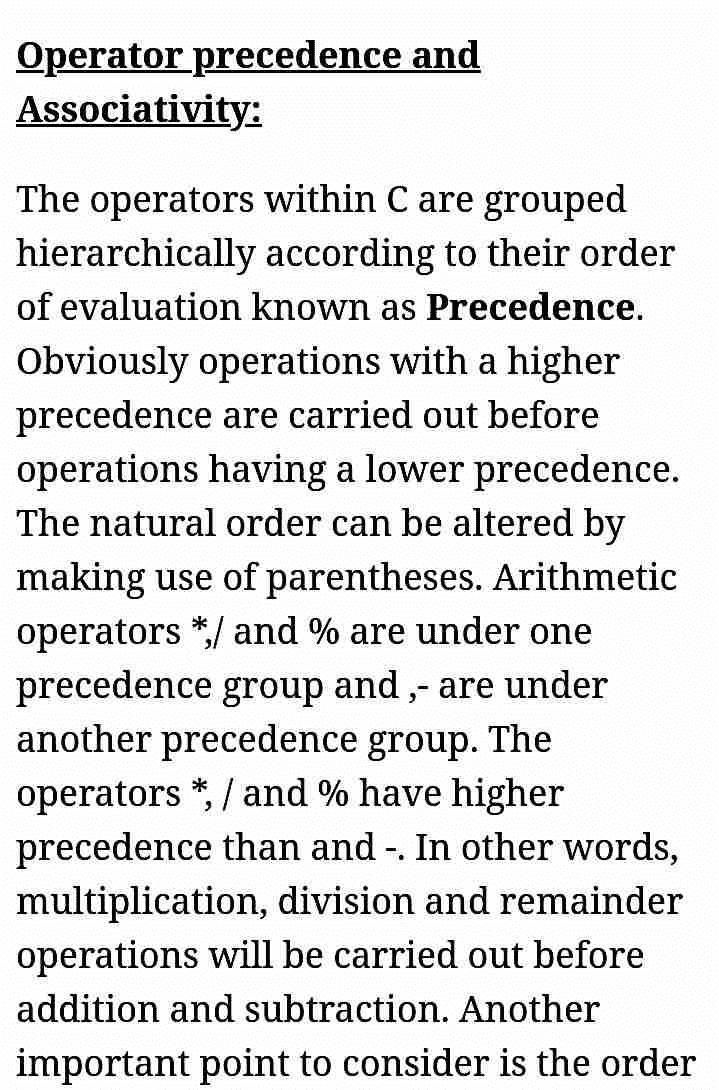 Operator precedence and
Associativity:
The operators within C are grouped
hierarchically according to their order
of evaluation known as Precedence.
Obviously operations with a higher
precedence are carried out before
operations having a lower precedence.
The natural order can be altered by
making use of parentheses. Arithmetic
operators *,/ and % are under one
precedence group and ,- are under
another precedence group. The
operators *, / and % have higher
precedence than and -. In other words,
multiplication, division and remainder
operations will be carried out before
addition and subtraction. Another
important point to consider is the order